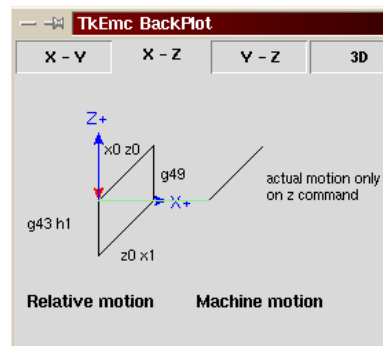 TkEmc BackPlot
X - Y X - Z Y - Z 3D
Z+
x0 z0
g49
actual motion only
on z command
X+
g43 h1
z0 x1
Relative motion Machine motion